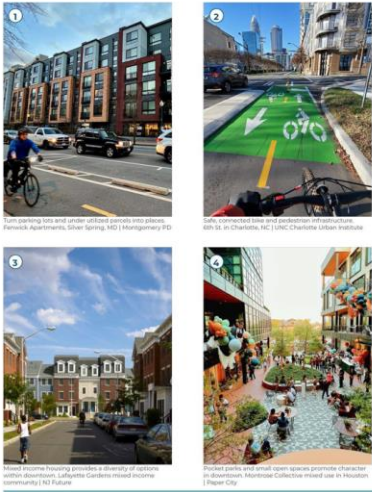 1
Turn parking lots and under utilized parcels into places.
Fenwick Apartments, Silver Spring, MD | Montgomery PD
2
Safe, connected bike and pedestrian infrastructure.
6th St. in Charlotte, NC | UNC Charlotte Urban Institute
3
Mixed income housing provides a diversity of options
within downtown. Lafayette Gardens mixed income
community | NJ Future
4
Pocket parks and small open spaces promote character
in downtown. Montrose Collective mixed use in Houston
| Paper City